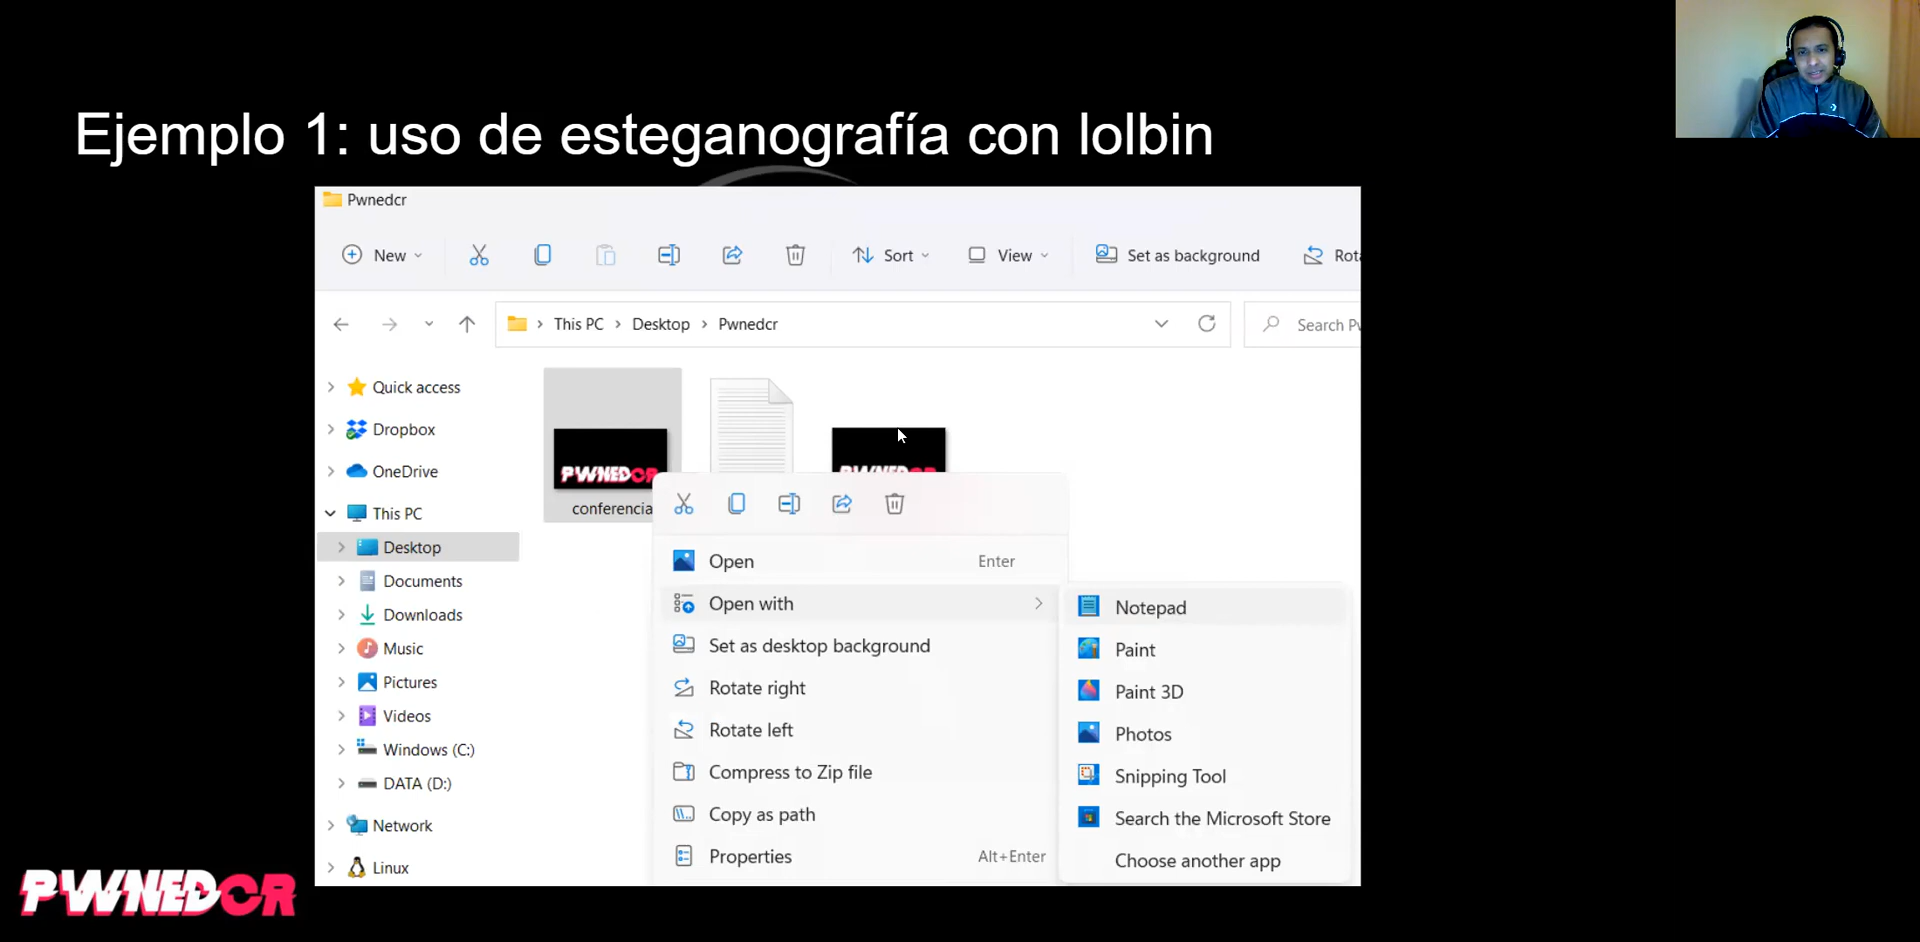 Ejemplo 1: uso de esteganografía con lolbin
Pwnedcr
New
Sort
View
Set as background
This PC
Desktop
Pwnedcr
Search
Quick access
Dropbox
OneDrive
This PC
Desktop
Documents
Downloads
Music
Pictures
Videos
Windows (C:)
DATA (D:)
Network
Linux
PWNEDCR
conferencia
Open Enter
Open with
Set as desktop background
Rotate right
Rotate left
Compress to Zip file
Copy as path
Properties Alt+Enter
Notepad
Paint
Paint 3D
Photos
Snipping Tool
Search the Microsoft Store
Choose another app
PWNEDCR